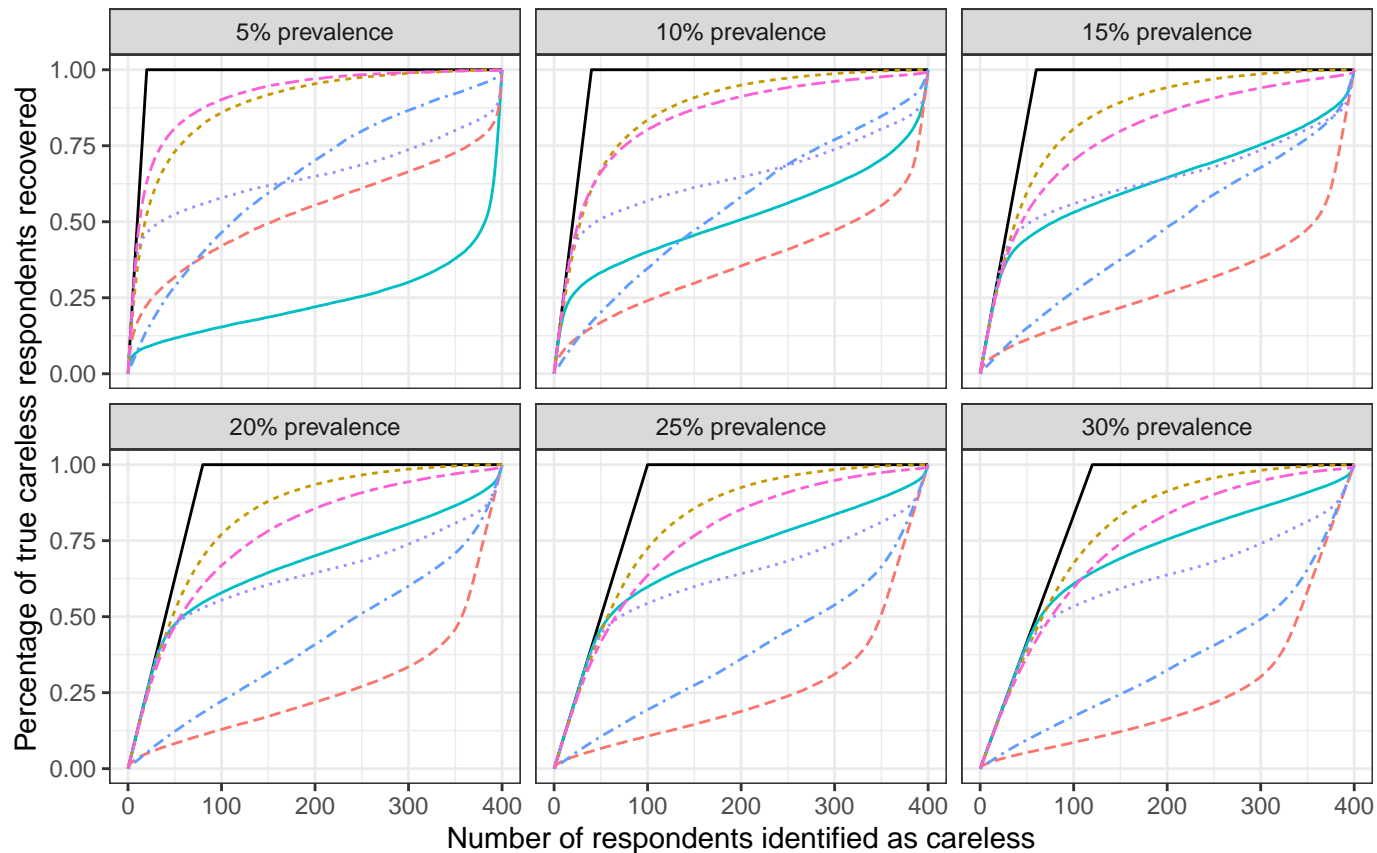 5% prevalence
10% prevalence
15% prevalence
1.00
0.75
0.50
0.25
0.00
20% prevalence
25% prevalence
30% prevalence
1.00
0.75
0.50
0.25
0.00
0 100 200 300 400
0 100 200 300 400
0 100 200 300 400
Number of respondents identified as careless
Percentage of true careless respondents recovered